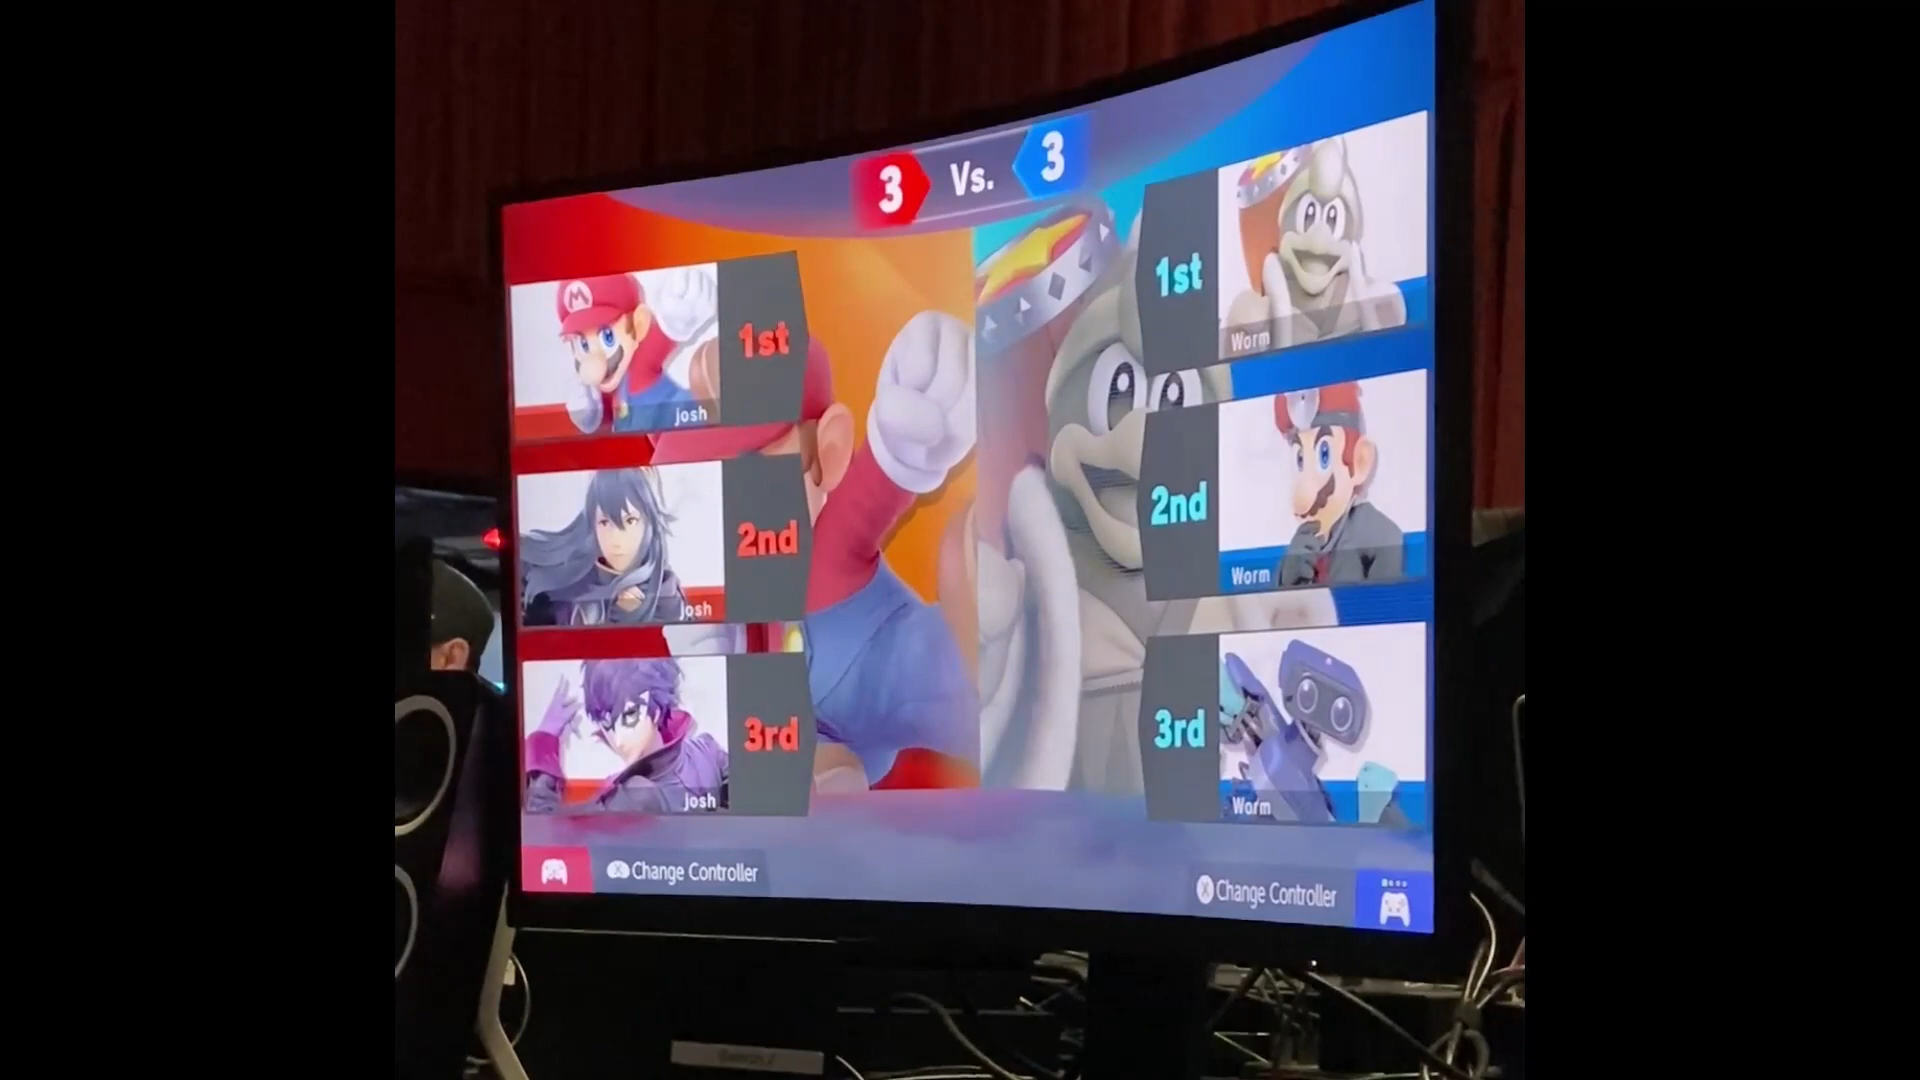 3 Vs. 3
M
1st
josh
2nd
josh
3rd
josh
1st
Worm
2nd
Worm
3rd
Worm
Change Controller
X Change Controller